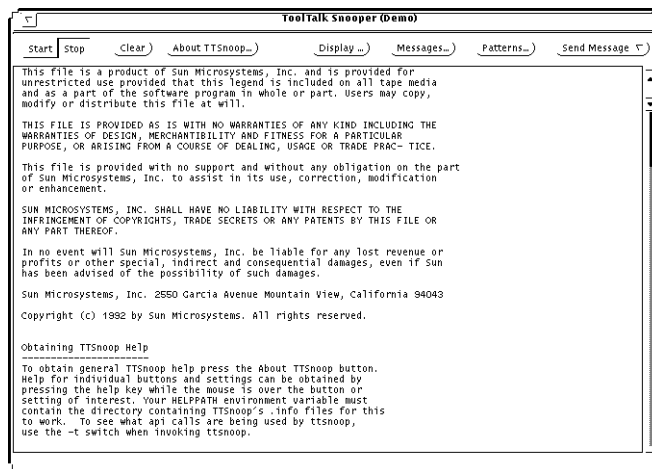 ToolTalk Snooper (Demo)
Start Stop Clear) About TTSnoop...) Display ...) Messages...) Patterns...) Send Message
This file is a product of Sun Microsystems, Inc. and is provided for
unrestricted use provided that this legend is included on all tape media
and as a part of the software program in whole or part. Users may copy,
modify or distribute this file at will.
THIS FILE IS PROVIDED AS IS WITH NO WARRANTIES OF ANY KIND INCLUDING THE
WARRANTIES OF DESIGN, MERCHANTIBILITY AND FITNESS FOR A PARTICULAR
PURPOSE, OR ARISING FROM A COURSE OF DEALING, USAGE OR TRADE PRAC- TICE.
This file is provided with no support and without any obligation on the part
of Sun Microsystems, Inc. to assist in its use, correction, modification
or enhancement.
SUN MICROSYSTEMS, INC. SHALL HAVE NO LIABILITY WITH RESPECT TO THE
INFRINGEMENT OF COPYRIGHTS, TRADE SECRETS OR ANY PATENTS BY THIS FILE OR
ANY PART THEREOF.
In no event will Sun Microsystems, Inc. be liable for any lost revenue or
profits or other special, indirect and consequential damages, even if Sun
has been advised of the possibility of such damages.
Sun Microsystems, Inc. 2550 Garcia Avenue Mountain View, California 94043
Copyright (c) 1992 by Sun Microsystems. All rights reserved.
Obtaining TTSnoop Help
----------------------
To obtain general TTSnoop help press the About TTSnoop button.
Help for individual buttons and settings can be obtained by
pressing the help key while the mouse is over the button or
setting of interest. Your HELPPATH environment variable must
contain the directory containing TTSnoop's .info files for this
to work.  To see what api calls are being used by ttsnoop,
use the -t switch when invoking ttsnoop.